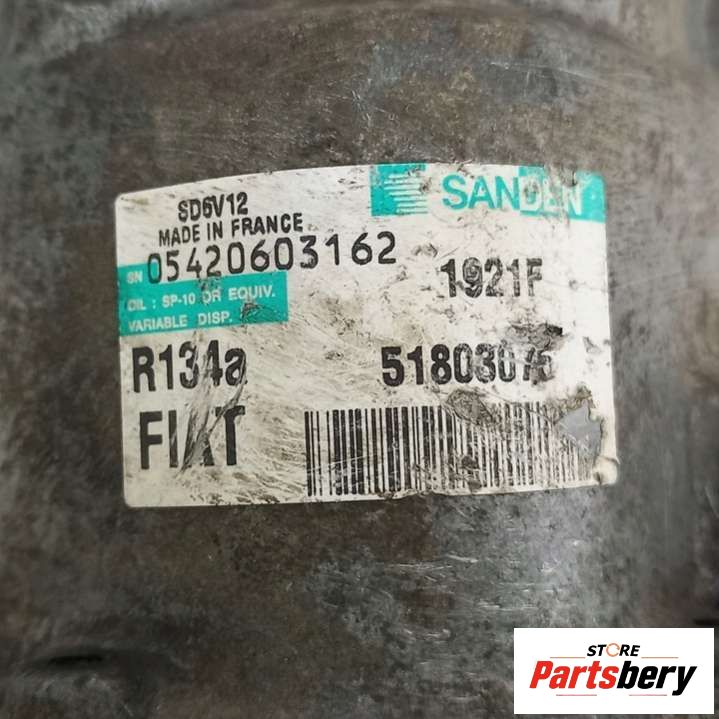 SANDEN
SD6V12
MADE IN FRANCE
SN 05420603162
1921F
OIL : SP-10 OR EQUIV.
VARIABLE DISP.
R134a
FIAT
STORE
Partsbery